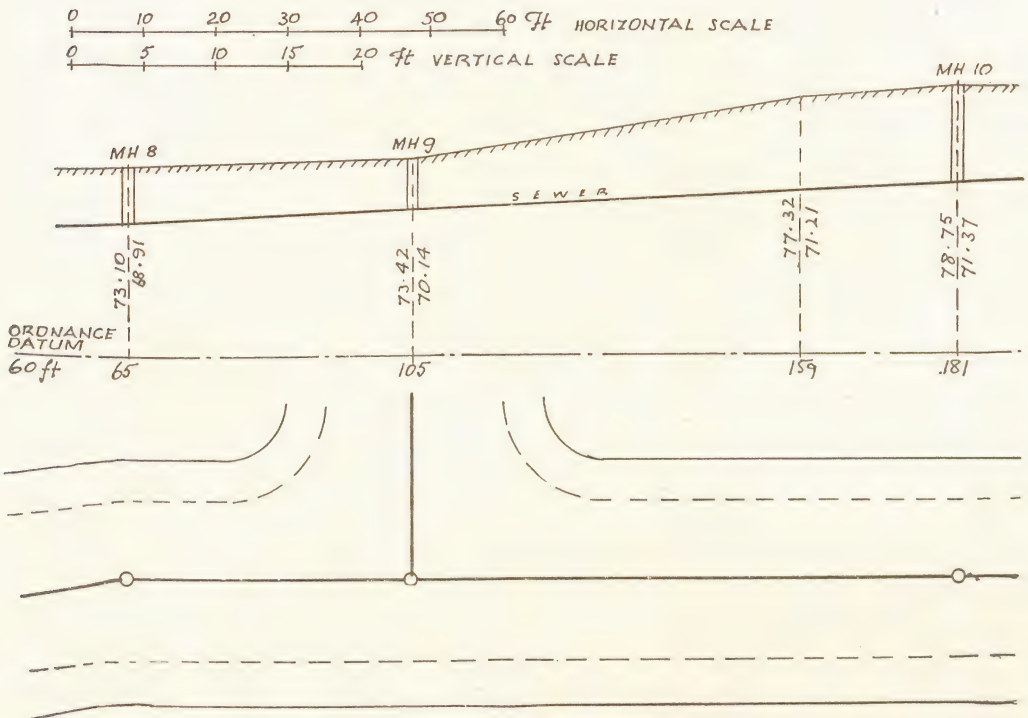 0 10 20 30 40 50 60 ft HORIZONTAL SCALE
0 5 10 15 20 ft VERTICAL SCALE
MH 10
MH 8
MH 9
SEWER
73·10
68·91
73·42
70·14
77·32
71·21
78·75
71·37
ORDNANCE
DATUM
60 ft 65 105 159 181